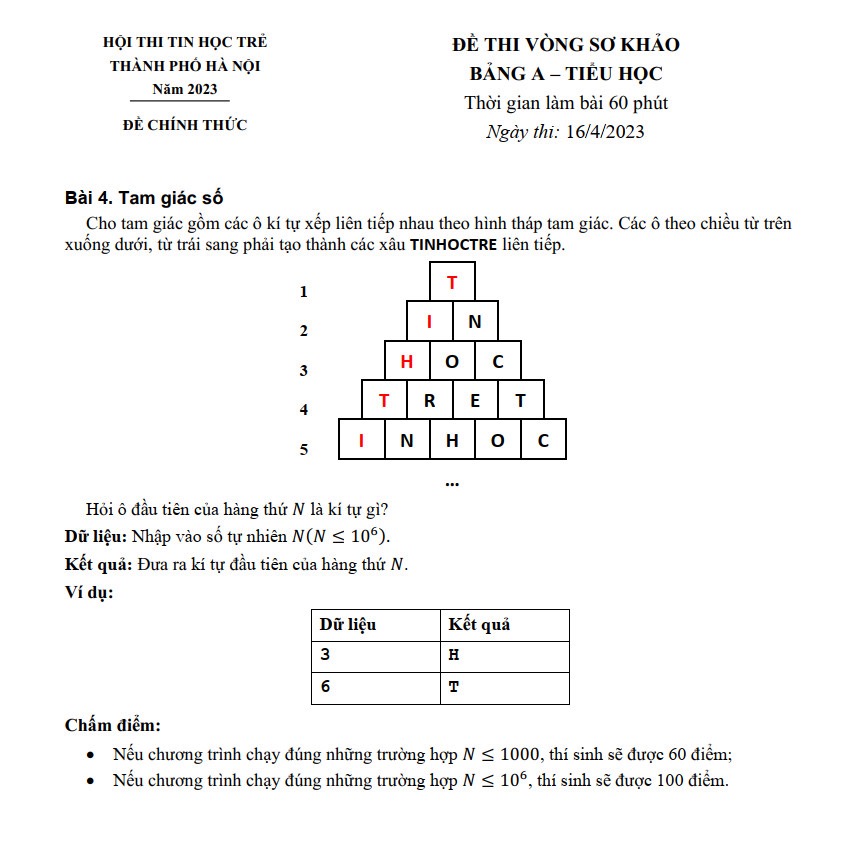 HỘI THI TIN HỌC TRẺ
THÀNH PHỐ HÀ NỘI
Năm 2023
ĐỀ CHÍNH THỨC
ĐỀ THI VÒNG SƠ KHẢO
BẢNG A – TIỂU HỌC
Thời gian làm bài 60 phút
Ngày thi: 16/4/2023
Bài 4. Tam giác số
Cho tam giác gồm các ô kí tự xếp liên tiếp nhau theo hình tháp tam giác. Các ô theo chiều từ trên
xuống dưới, từ trái sang phải tạo thành các xâu TINHOCTRE liên tiếp.
1 T
2 I N
3 H O C
4 T R E T
5 I N H O C
...
Hỏi ô đầu tiên của hàng thứ N là kí tự gì?
Dữ liệu: Nhập vào số tự nhiên N(N ≤ 10⁶).
Kết quả: Đưa ra kí tự đầu tiên của hàng thứ N.
Ví dụ:
Dữ liệu Kết quả
3 H
6 T
Chấm điểm:
• Nếu chương trình chạy đúng những trường hợp N ≤ 1000, thí sinh sẽ được 60 điểm;
• Nếu chương trình chạy đúng những trường hợp N ≤ 10⁶, thí sinh sẽ được 100 điểm.